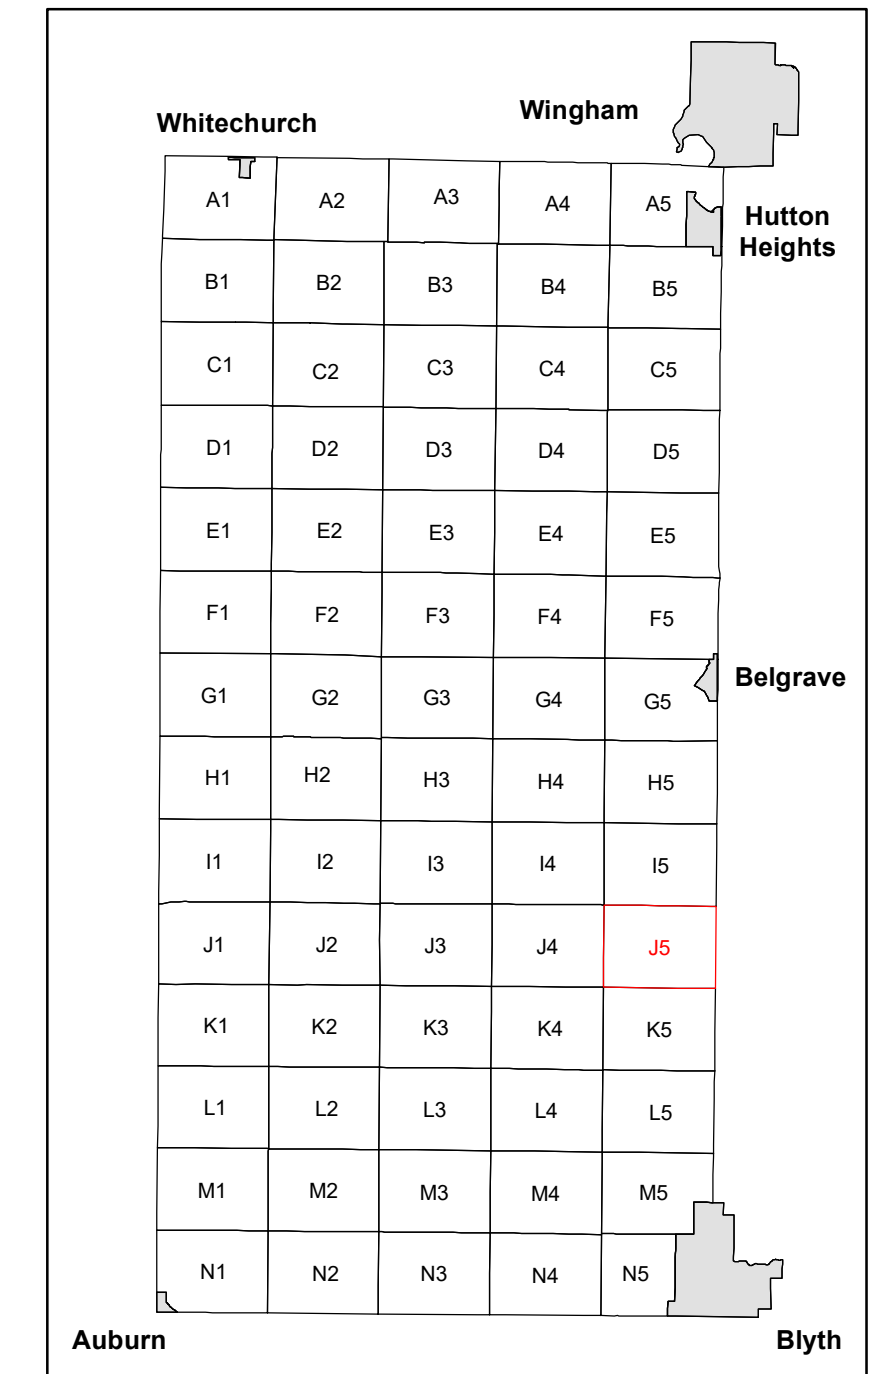 Wingham
Whitechurch
A1 A2 A3 A4 A5
Hutton
Heights
B1 B2 B3 B4 B5
C1 C2 C3 C4 C5
D1 D2 D3 D4 D5
E1 E2 E3 E4 E5
F1 F2 F3 F4 F5
Belgrave
G1 G2 G3 G4 G5
H1 H2 H3 H4 H5
I1 I2 I3 I4 I5
J1 J2 J3 J4 J5
K1 K2 K3 K4 K5
L1 L2 L3 L4 L5
M1 M2 M3 M4 M5
N1 N2 N3 N4 N5
Auburn Blyth